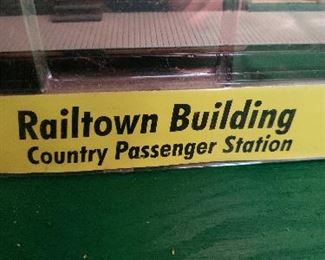 Railtown Building
Country Passenger Station